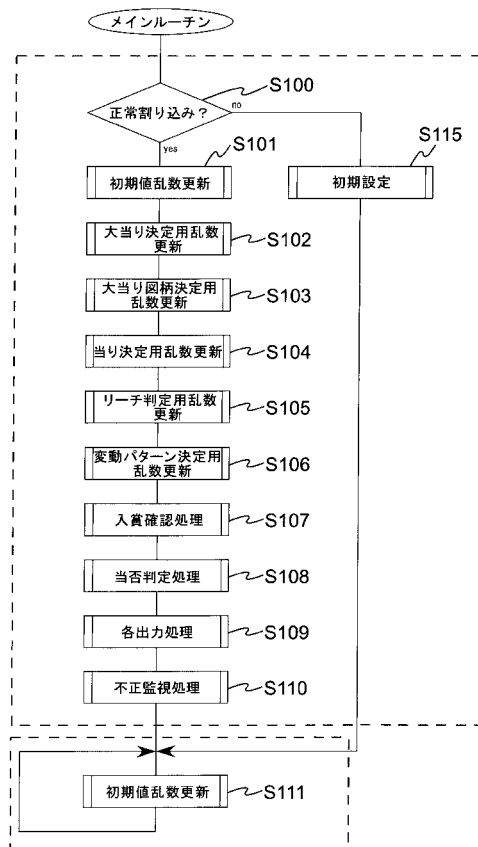 メインルーチン
S100
正常割り込み?
no
yes
S101
初期値乱数更新
S115
初期設定
大当り決定用乱数
更新
S102
大当り図柄決定用
乱数更新
S103
当り決定用乱数更新
S104
リーチ判定用乱数
更新
S105
変動パターン決定用
乱数更新
S106
入賞確認処理
S107
当否判定処理
S108
各出力処理
S109
不正監視処理
S110
初期値乱数更新
S111